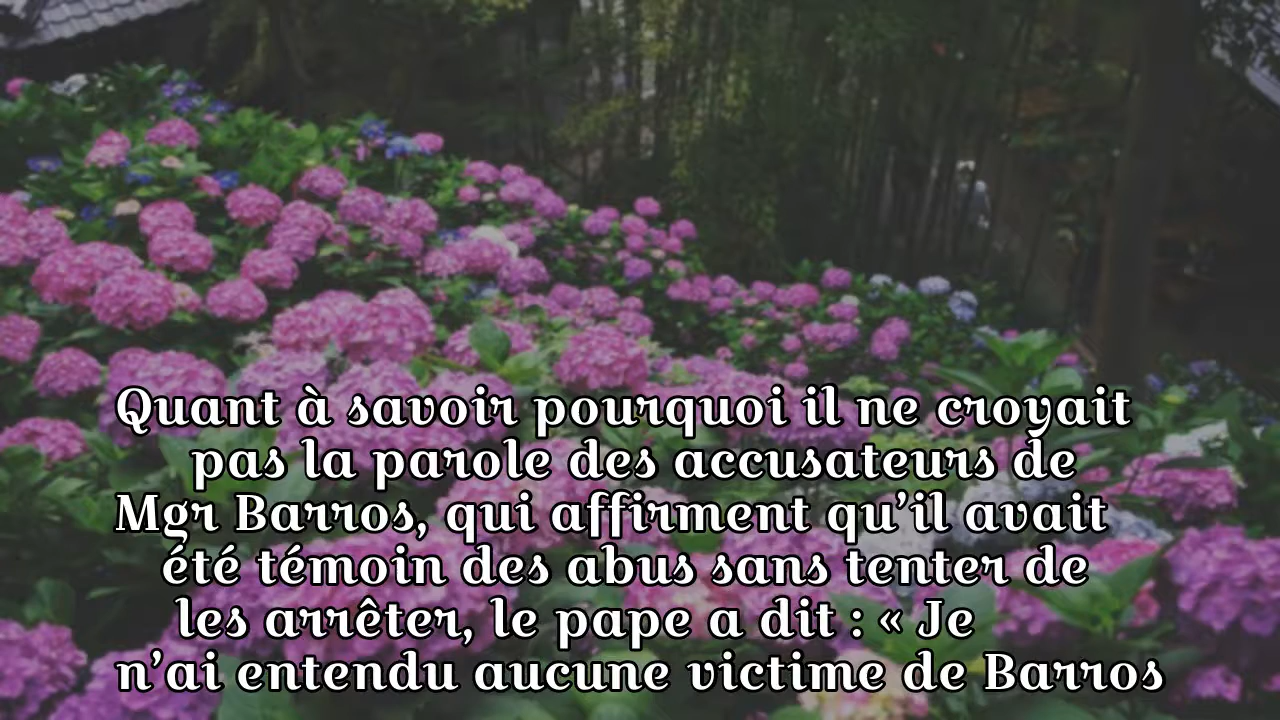 Quant à savoir pourquoi il ne croyait
pas la parole des accusateurs de
Mgr Barros, qui affirment qu’il avait
été témoin des abus sans tenter de
les arrêter, le pape a dit : « Je
n’ai entendu aucune victime de Barros